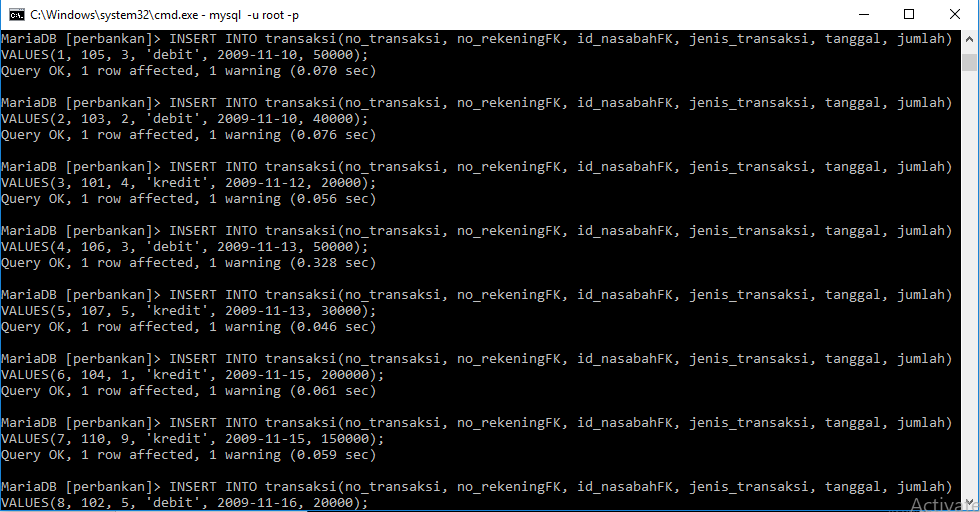 C:\Windows\system32\cmd.exe - mysql -u root -p
MariaDB [perbankan]> INSERT INTO transaksi(no_transaksi, no_rekeningFK, id_nasabahFK, jenis_transaksi, tanggal, jumlah)
VALUES(1, 105, 3, 'debit', 2009-11-10, 50000);
Query OK, 1 row affected, 1 warning (0.070 sec)
MariaDB [perbankan]> INSERT INTO transaksi(no_transaksi, no_rekeningFK, id_nasabahFK, jenis_transaksi, tanggal, jumlah)
VALUES(2, 103, 2, 'debit', 2009-11-10, 40000);
Query OK, 1 row affected, 1 warning (0.076 sec)
MariaDB [perbankan]> INSERT INTO transaksi(no_transaksi, no_rekeningFK, id_nasabahFK, jenis_transaksi, tanggal, jumlah)
VALUES(3, 101, 4, 'kredit', 2009-11-12, 20000);
Query OK, 1 row affected, 1 warning (0.056 sec)
MariaDB [perbankan]> INSERT INTO transaksi(no_transaksi, no_rekeningFK, id_nasabahFK, jenis_transaksi, tanggal, jumlah)
VALUES(4, 106, 3, 'debit', 2009-11-13, 50000);
Query OK, 1 row affected, 1 warning (0.328 sec)
MariaDB [perbankan]> INSERT INTO transaksi(no_transaksi, no_rekeningFK, id_nasabahFK, jenis_transaksi, tanggal, jumlah)
VALUES(5, 107, 5, 'kredit', 2009-11-13, 30000);
Query OK, 1 row affected, 1 warning (0.046 sec)
MariaDB [perbankan]> INSERT INTO transaksi(no_transaksi, no_rekeningFK, id_nasabahFK, jenis_transaksi, tanggal, jumlah)
VALUES(6, 104, 1, 'kredit', 2009-11-15, 200000);
Query OK, 1 row affected, 1 warning (0.061 sec)
MariaDB [perbankan]> INSERT INTO transaksi(no_transaksi, no_rekeningFK, id_nasabahFK, jenis_transaksi, tanggal, jumlah)
VALUES(7, 110, 9, 'kredit', 2009-11-15, 150000);
Query OK, 1 row affected, 1 warning (0.059 sec)
MariaDB [perbankan]> INSERT INTO transaksi(no_transaksi, no_rekeningFK, id_nasabahFK, jenis_transaksi, tanggal, jumlah)
VALUES(8, 102, 5, 'debit', 2009-11-16, 20000);